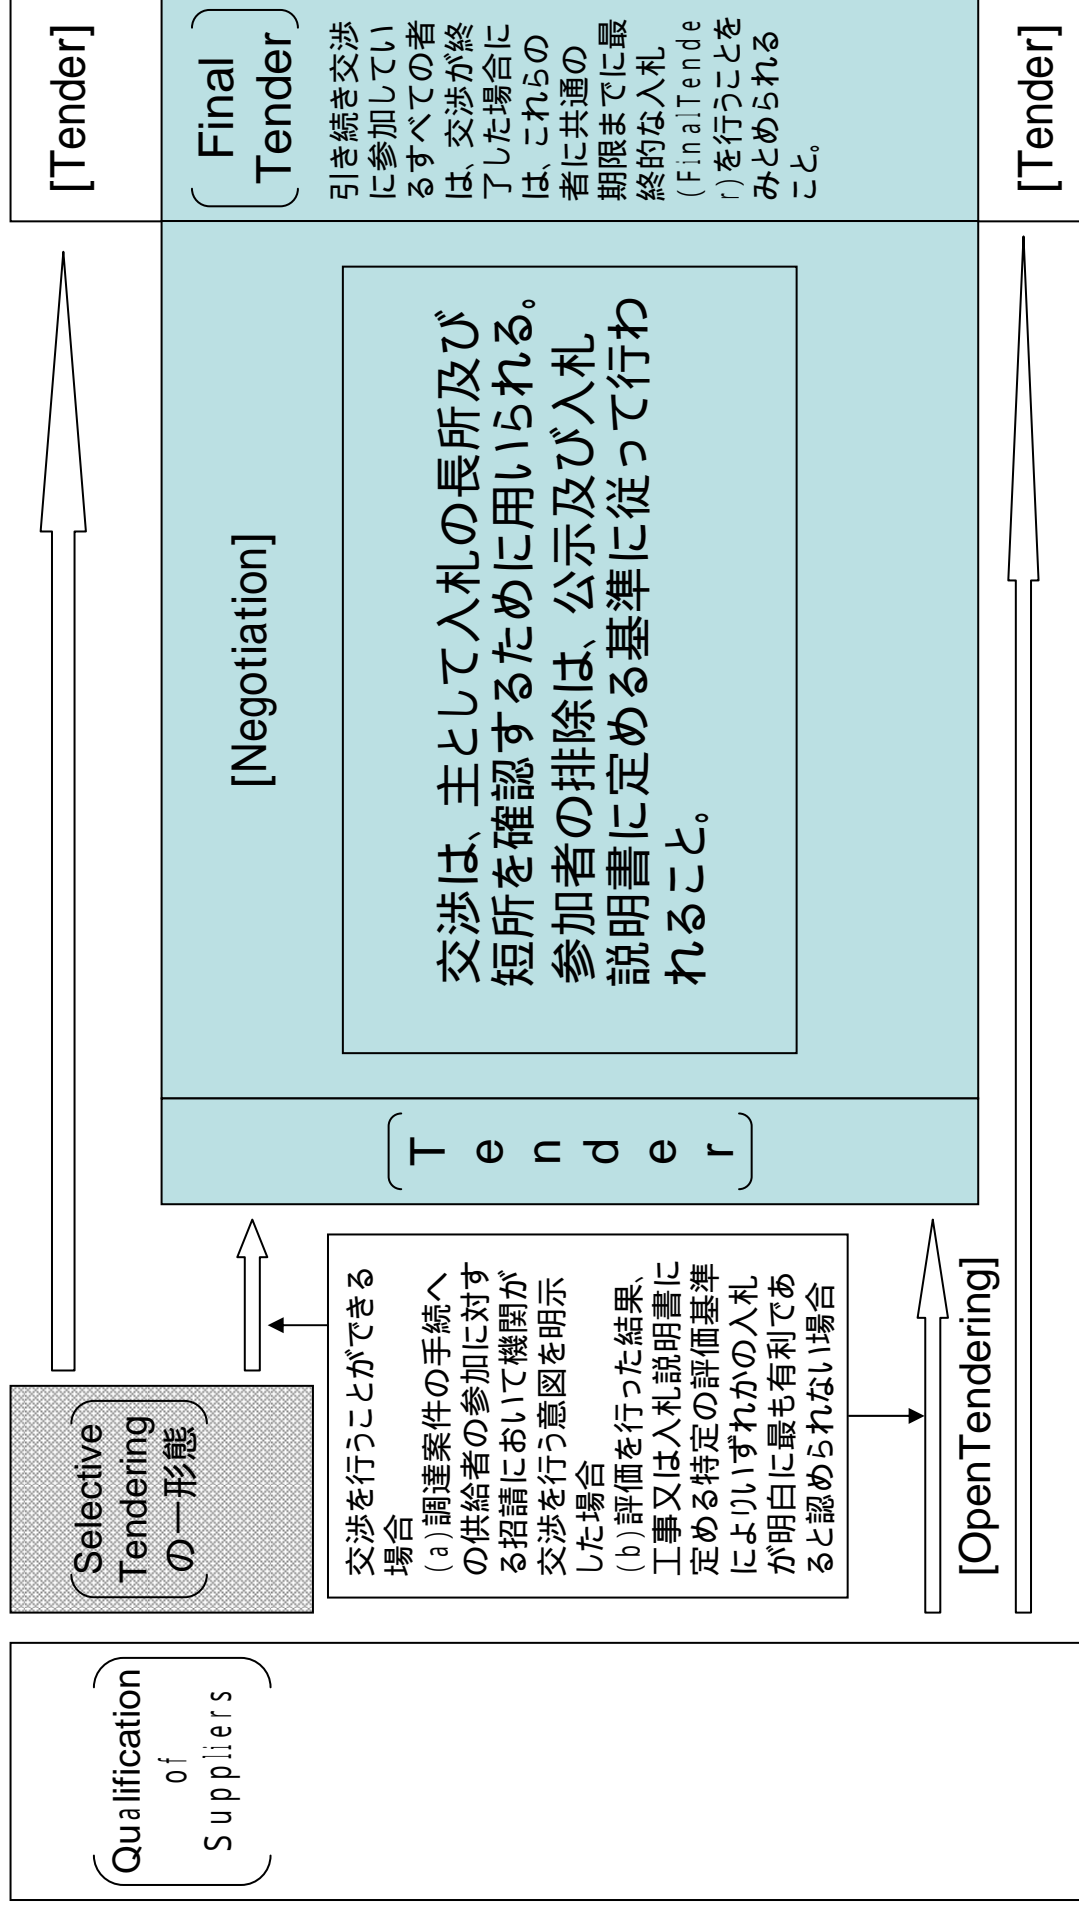 Qualification
of
Suppliers
Selective
Tendering
の一形態
交渉を行うことができる
場合
(a)調達案件の手続へ
の供給者の参加に対す
る招請において機関が
交渉を行う意図を明示
した場合
(b)評価を行った結果、
工事又は入札説明書に
定める特定の評価基準
によりいずれかの入札
が明白に最も有利であ
ると認められない場合
[OpenTendering]
Tender
[Negotiation]
交渉は、主として入札の長所及び
短所を確認するために用いられる。
参加者の排除は、公示及び入札
説明書に定める基準に従って行わ
れること。
[Tender]
Final
Tender
引き続き交渉
に参加してい
るすべての者
は、交渉が終
了した場合に
は、これらの
者に共通の
期限までに最
終的な入札
(FinalTende
r)を行うことを
みとめられる
こと。
[Tender]